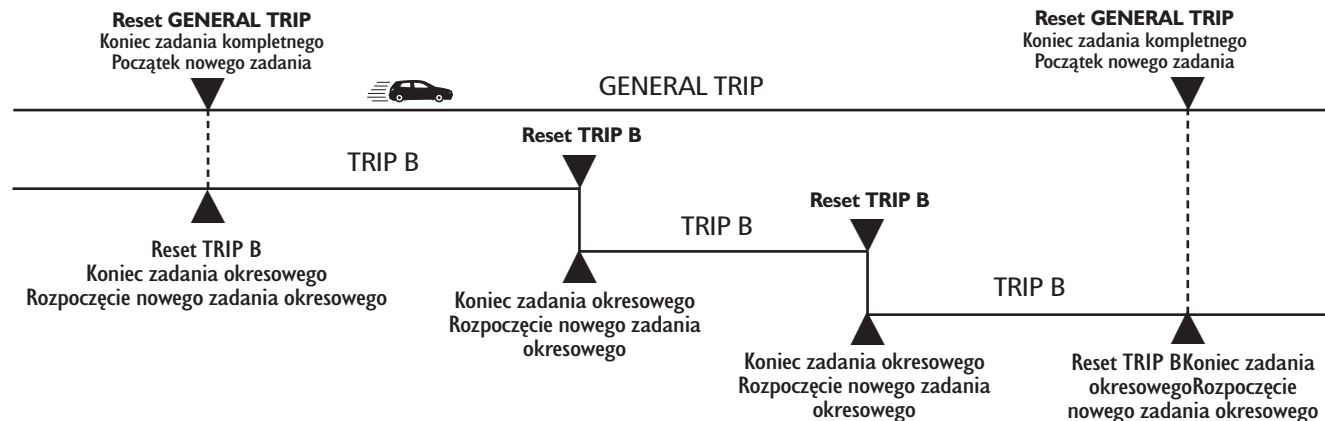 Reset GENERAL TRIP
Koniec zadania kompletnego
Początek nowego zadania
Reset GENERAL TRIP
Koniec zadania kompletnego
Początek nowego zadania
GENERAL TRIP
Reset TRIP B
TRIP B
Reset TRIP B
TRIP B
Reset TRIP B
Koniec zadania okresowego
Rozpoczęcie nowego zadania okresowego
TRIP B
Koniec zadania okresowego
Rozpoczęcie nowego zadania
okresowego
Koniec zadania okresowego
Rozpoczęcie nowego zadania
okresowego
Reset TRIP BKoniec zadania
okresowegoRozpoczęcie
nowego zadania okresowego